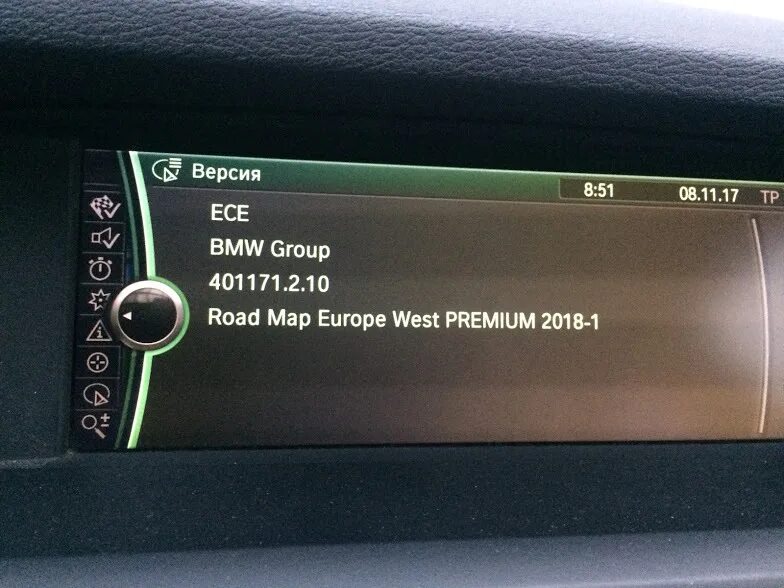 Версия
8:51 08.11.17 TP
ECE
BMW Group
401171.2.10
Road Map Europe West PREMIUM 2018-1